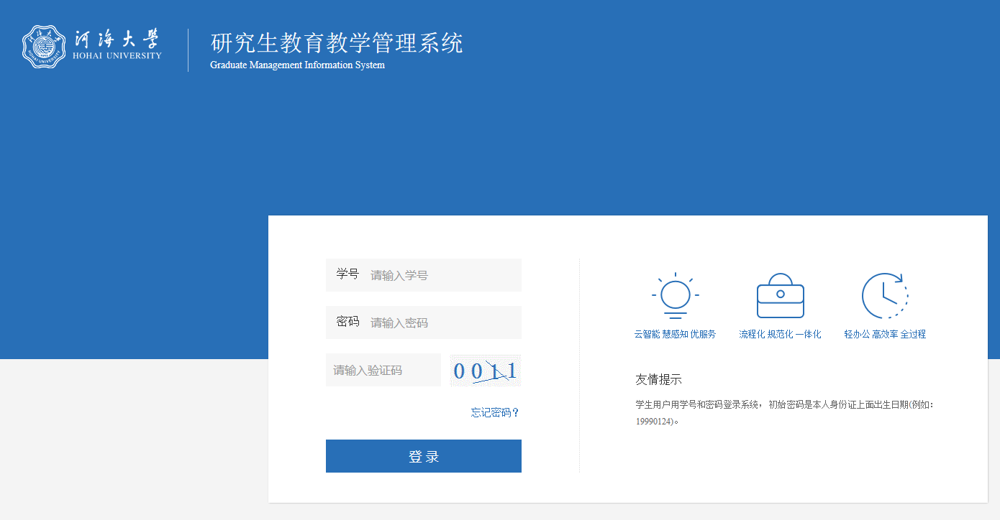 河海大学
HOHAI UNIVERSITY
研究生教育教学管理系统
Graduate Management Information System
学号 请输入学号
密码 请输入密码
请输入验证码 0011
忘记密码？
登 录
云智能 慧感知 优服务
流程化 规范化 一体化
轻办公 高效率 全过程
友情提示
学生用户用学号和密码登录系统，初始密码是本人身份证上面出生日期(例如：
19990124)。